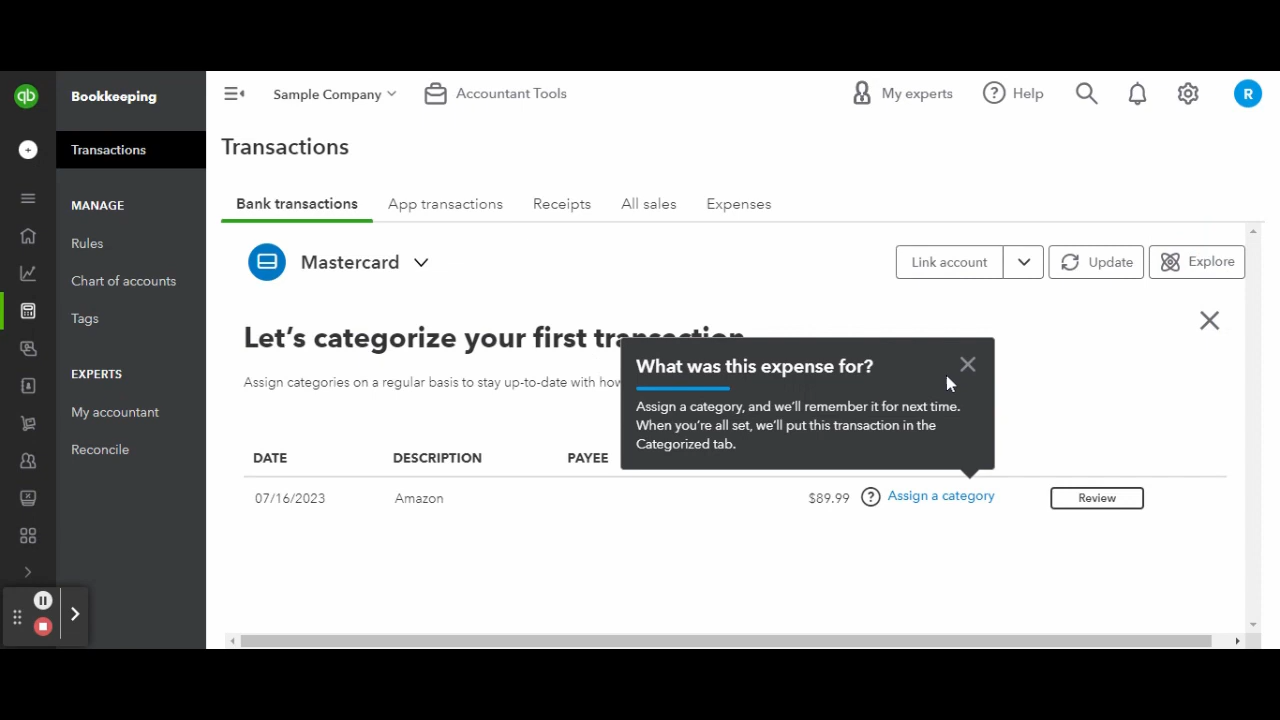 qb
Bookkeeping
Sample Company
Accountant Tools
My experts
Help
R
Transactions
Transactions
MANAGE
Rules
Chart of accounts
Tags
EXPERTS
My accountant
Reconcile
Bank transactions
App transactions
Receipts
All sales
Expenses
Mastercard
Link account
Update
Explore
Let's categorize your first transaction
Assign categories on a regular basis to stay up-to-date with how
What was this expense for?
Assign a category, and we'll remember it for next time.
When you're all set, we'll put this transaction in the
Categorized tab.
DATE
DESCRIPTION
PAYEE
07/16/2023
Amazon
$89.99
Assign a category
Review